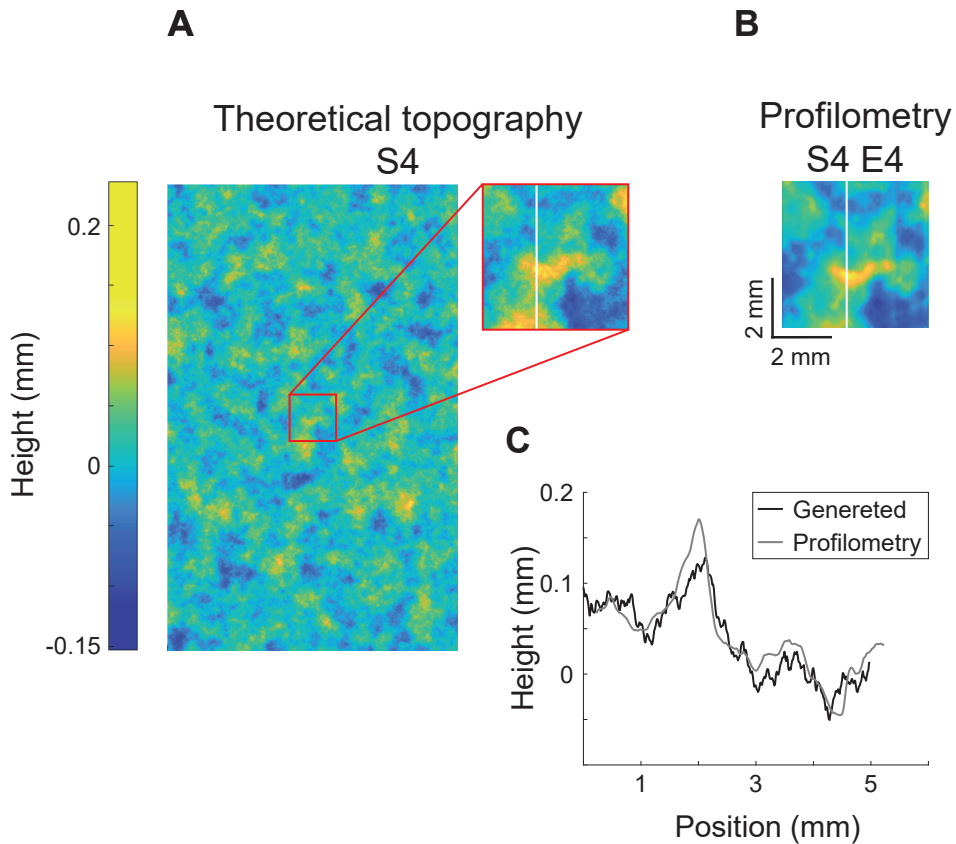 A
B
Theoretical topography
S4
Profilometry
S4 E4
0.2
0
-0.15
Height (mm)
2 mm
2 mm
C
0.2
0.1
0
Height (mm)
Genereted
Profilometry
1
3
5
Position (mm)